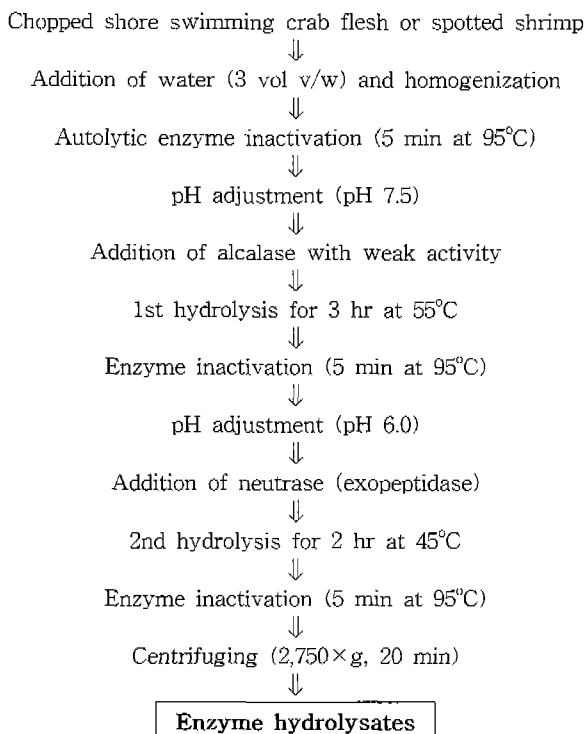 Chopped shore swimming crab flesh or spotted shrimp
⇓
Addition of water (3 vol v/w) and homogenization
⇓
Autolytic enzyme inactivation (5 min at 95℃)
⇓
pH adjustment (pH 7.5)
⇓
Addition of alcalase with weak activity
⇓
1st hydrolysis for 3 hr at 55℃
⇓
Enzyme inactivation (5 min at 95℃)
⇓
pH adjustment (pH 6.0)
⇓
Addition of neutrase (exopeptidase)
⇓
2nd hydrolysis for 2 hr at 45℃
⇓
Enzyme inactivation (5 min at 95℃)
⇓
Centrifuging (2,750×g, 20 min)
⇓
Enzyme hydrolysates